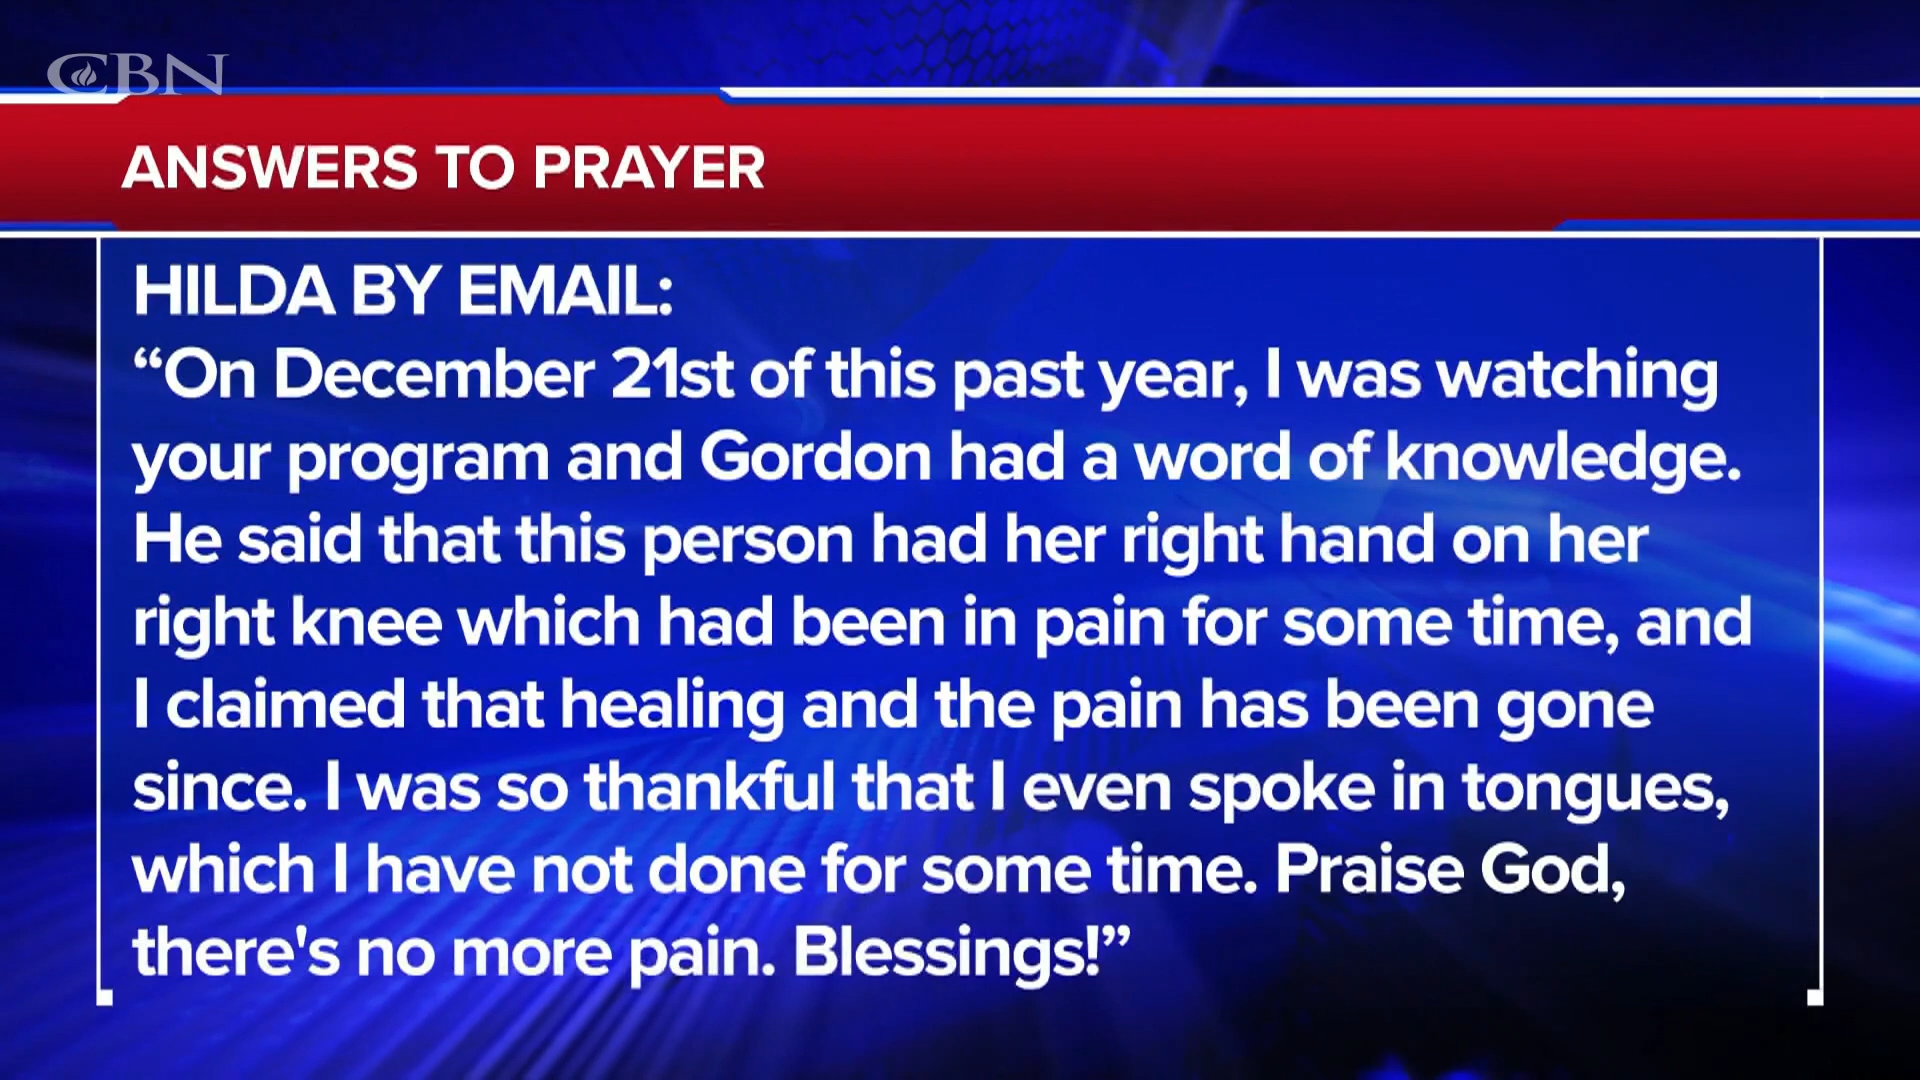 CBN
ANSWERS TO PRAYER
HILDA BY EMAIL:
“On December 21st of this past year, I was watching
your program and Gordon had a word of knowledge.
He said that this person had her right hand on her
right knee which had been in pain for some time, and
I claimed that healing and the pain has been gone
since. I was so thankful that I even spoke in tongues,
which I have not done for some time. Praise God,
there's no more pain. Blessings!”